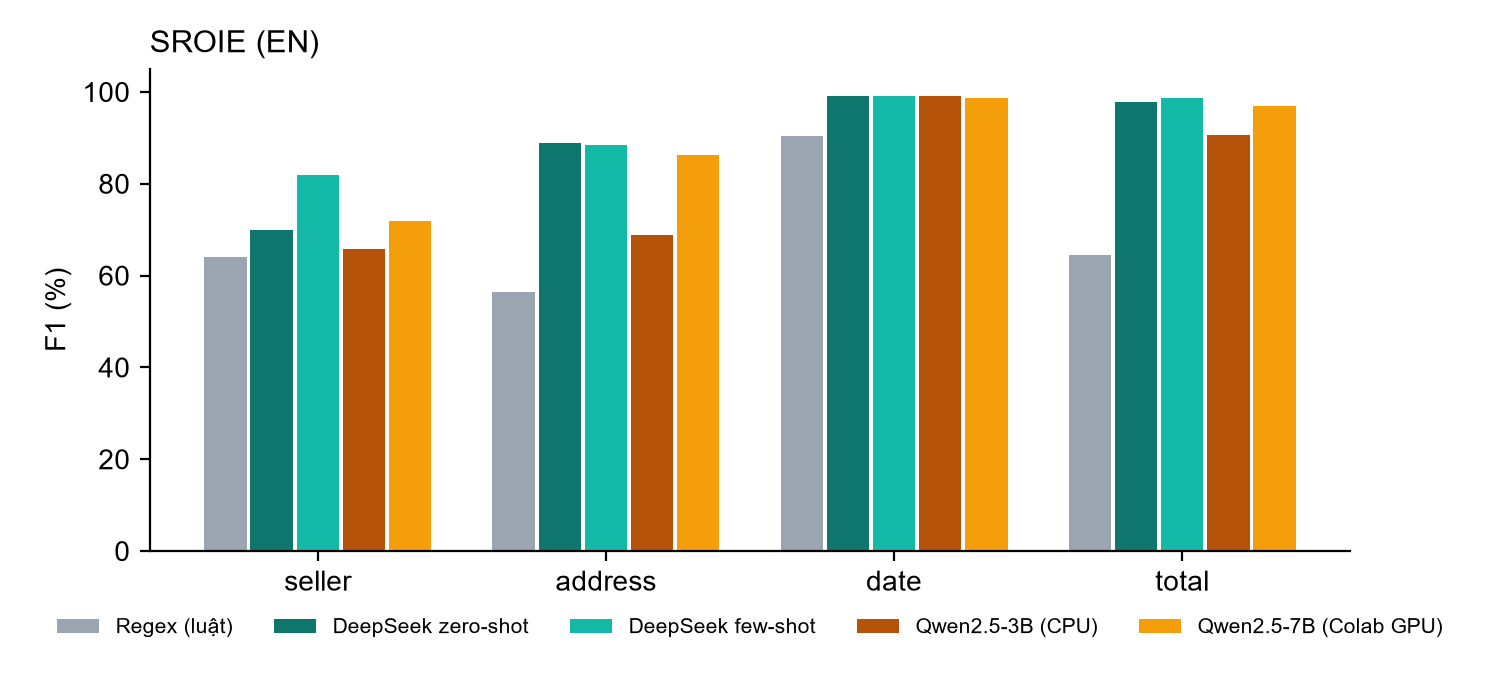 SROIE (EN)
100
80
60
40
20
0
F1 (%)
seller address date total
Regex (luật) DeepSeek zero-shot DeepSeek few-shot Qwen2.5-3B (CPU) Qwen2.5-7B (Colab GPU)